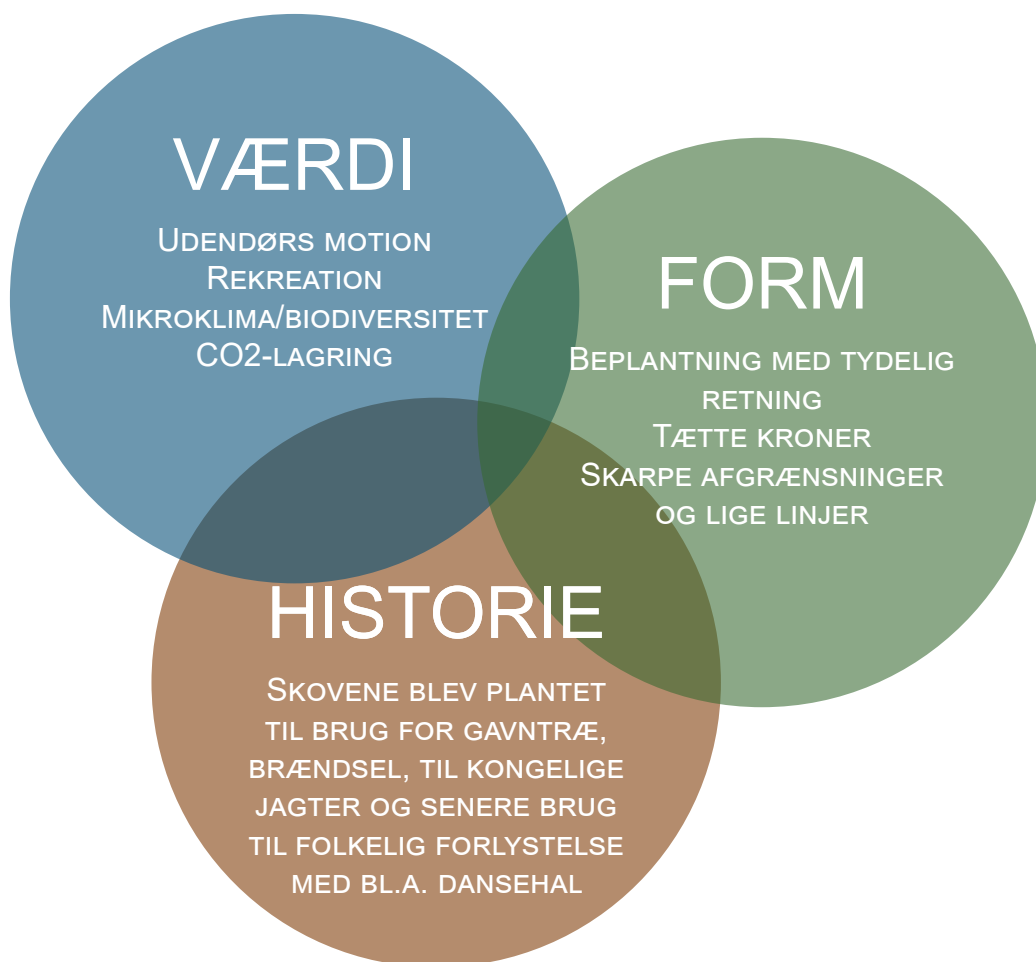 VÆRDI
UDENDØRS MOTION
REKREATION
MIKROKLIMA/BIODIVERSITET
CO2-LAGRING
FORM
BEPLANTNING MED TYDELIG
RETNING
TÆTTE KRONER
SKARPE AFGRÆNSNINGER
OG LIGE LINJER
HISTORIE
SKOVENE BLEV PLANTET
TIL BRUG FOR GAVNTRÆ,
BRÆNDSEL, TIL KONGELIGE
JAGTER OG SENERE BRUG
TIL FOLKELIG FORLYSTELSE
MED BL.A. DANSEHAL